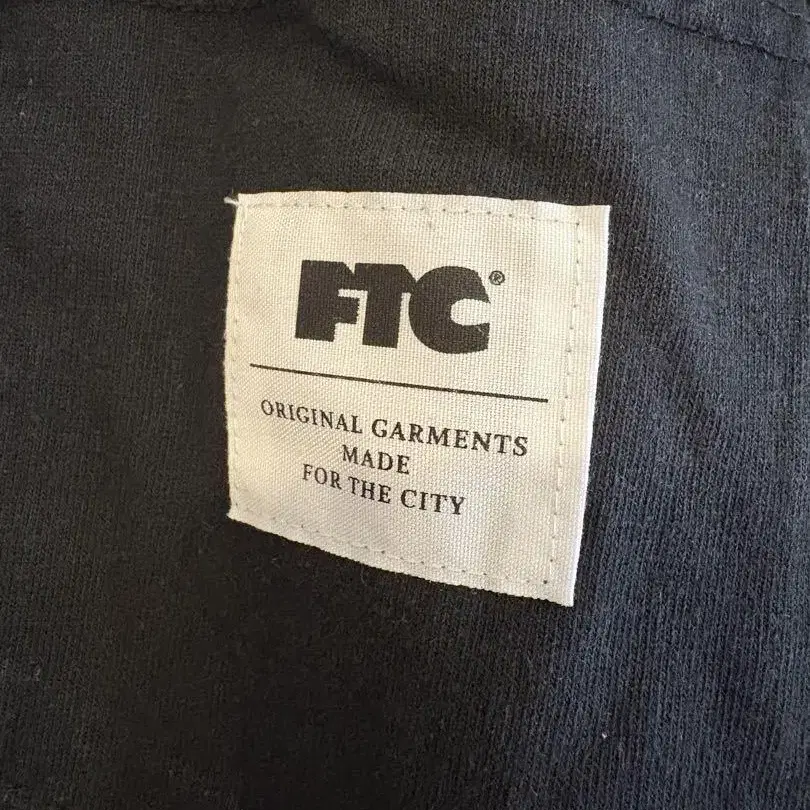 FTC®
ORIGINAL GARMENTS
MADE
FOR THE CITY